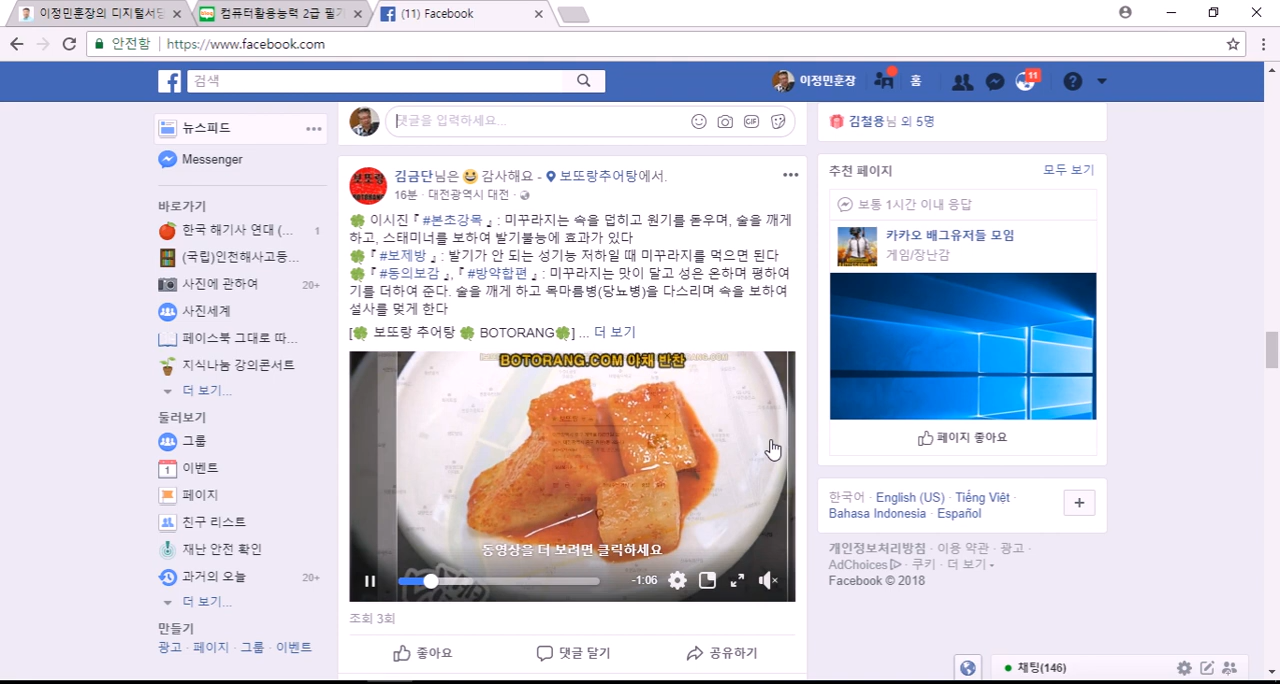 이정민훈장의 디지털서당
컴퓨터활용능력 2급 필기
(11) Facebook
안전함
https://www.facebook.com
검색
이정민훈장
홈
11
뉴스피드
Messenger
바로가기
한국 해기사 연대 (...
1
(국립)인천해사고등...
사진에 관하여
20+
사진세계
페이스북 그대로 따...
지식나눔 강의콘서트
더 보기...
둘러보기
그룹
이벤트
페이지
친구 리스트
재난 안전 확인
과거의 오늘
20+
더 보기...
만들기
광고 · 페이지 · 그룹 · 이벤트
댓글을 입력하세요...
GIF
보또랑
BOTORANG
김금단님은 감사해요 - 보또랑추어탕에서.
16분 · 대전광역시 대전 ·
이시진『 #본초강목 』: 미꾸라지는 속을 덥히고 원기를 돋우며, 술을 깨게
하고, 스태미너를 보하여 발기불능에 효과가 있다
『 #보제방 』: 발기가 안 되는 성기능 저하일 때 미꾸라지를 먹으면 된다
『 #동의보감 』,『 #방약합편 』: 미꾸라지는 맛이 달고 성은 온하며 평하여
기를 더하여 준다. 술을 깨게 하고 목마름병(당뇨병)을 다스리며 속을 보하여
설사를 멎게 한다
[ 보또랑 추어탕 BOTORANG ] ... 더 보기
BOTORANG.COM 야채 반찬
동영상을 더 보려면 클릭하세요
-1:06
조회 3회
좋아요
댓글 달기
공유하기
김철용님 외 5명
추천 페이지
모두 보기
보통 1시간 이내 응답
카카오 배그유저들 모임
게임/장난감
페이지 좋아요
한국어 · English (US) · Tiếng Việt ·
Bahasa Indonesia · Español
개인정보처리방침 · 이용 약관 · 광고 ·
AdChoices · 쿠키 · 더 보기
Facebook © 2018
채팅(146)